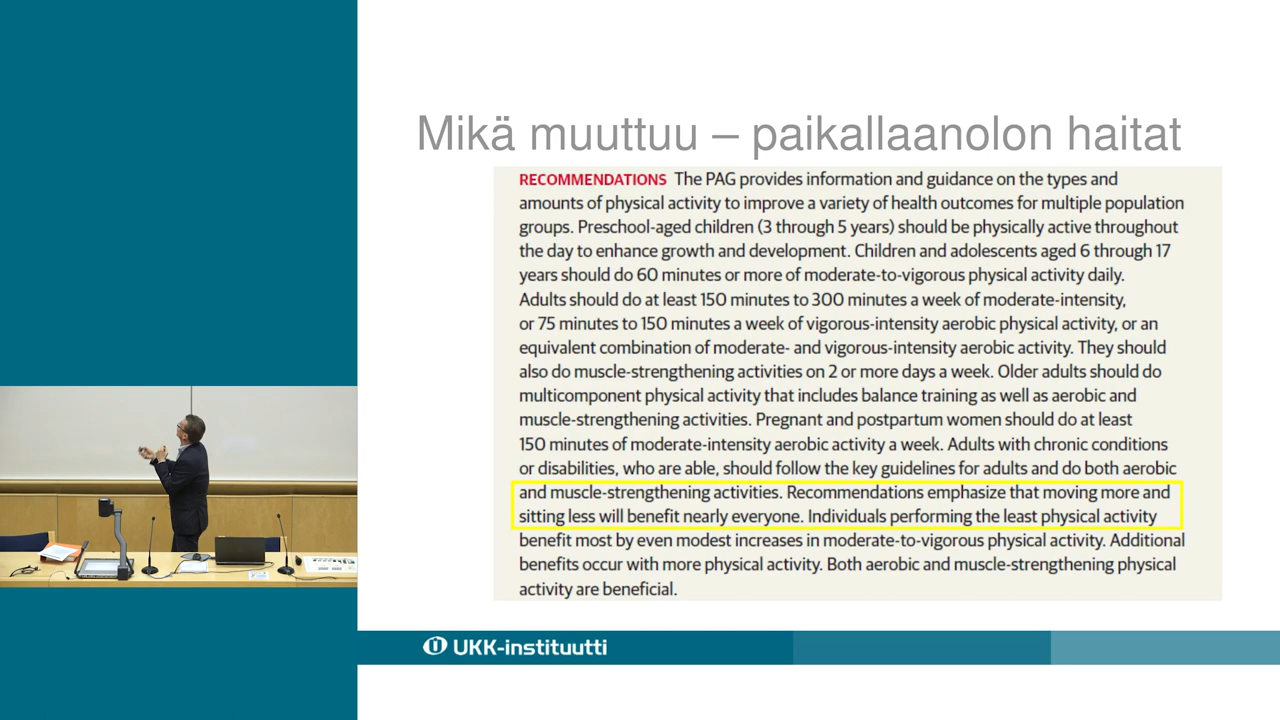 Mikä muuttuu – paikallaanolon haitat
RECOMMENDATIONS The PAG provides information and guidance on the types and
amounts of physical activity to improve a variety of health outcomes for multiple population
groups. Preschool-aged children (3 through 5 years) should be physically active throughout
the day to enhance growth and development. Children and adolescents aged 6 through 17
years should do 60 minutes or more of moderate-to-vigorous physical activity daily.
Adults should do at least 150 minutes to 300 minutes a week of moderate-intensity,
or 75 minutes to 150 minutes a week of vigorous-intensity aerobic physical activity, or an
equivalent combination of moderate- and vigorous-intensity aerobic activity. They should
also do muscle-strengthening activities on 2 or more days a week. Older adults should do
multicomponent physical activity that includes balance training as well as aerobic and
muscle-strengthening activities. Pregnant and postpartum women should do at least
150 minutes of moderate-intensity aerobic activity a week. Adults with chronic conditions
or disabilities, who are able, should follow the key guidelines for adults and do both aerobic
and muscle-strengthening activities. Recommendations emphasize that moving more and
sitting less will benefit nearly everyone. Individuals performing the least physical activity
benefit most by even modest increases in moderate-to-vigorous physical activity. Additional
benefits occur with more physical activity. Both aerobic and muscle-strengthening physical
activity are beneficial.
UKK-instituutti